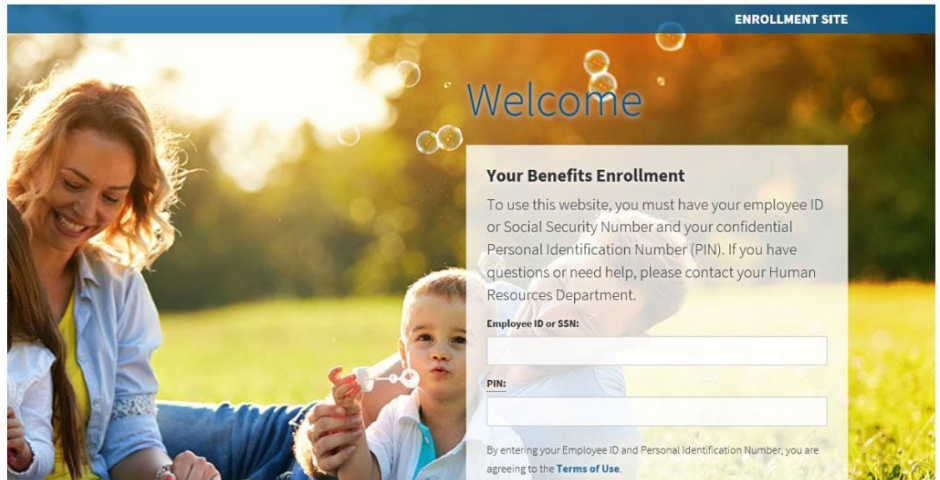 ENROLLMENT SITE
Welcome
Your Benefits Enrollment
To use this website, you must have your employee ID
or Social Security Number and your confidential
Personal Identification Number (PIN). If you have
questions or need help, please contact your Human
Resources Department.
Employee ID or SSN:
PIN:
By entering your Employee ID and Personal Identification Number, you are
agreeing to the Terms of Use.